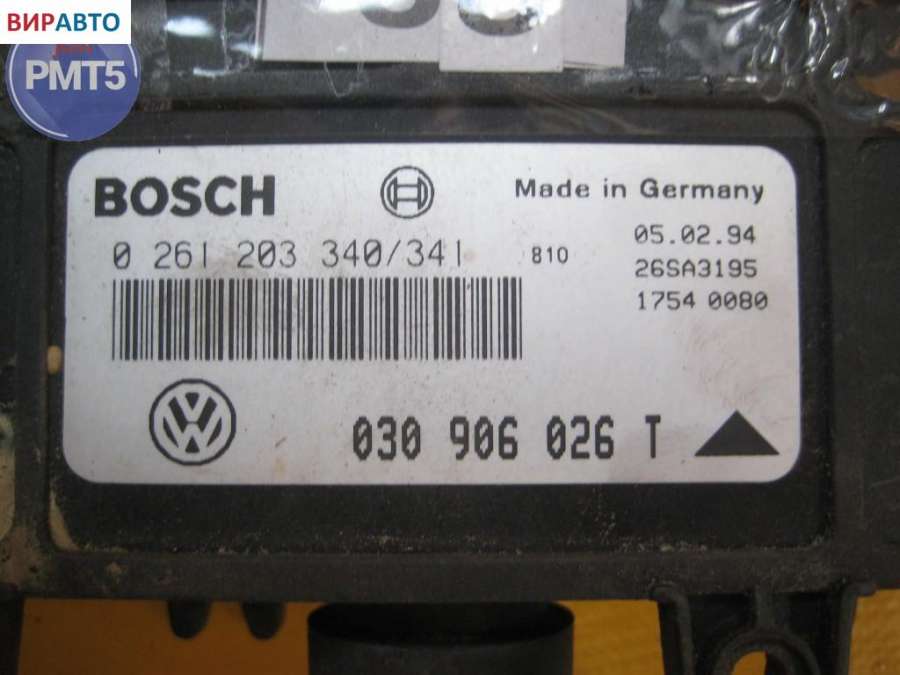 ВИРАВТО
PMT5
BOSCH
Made in Germany
0 261 203 340/341
810
05.02.94
26SA3195
1754 0080
VW
030 906 026 T